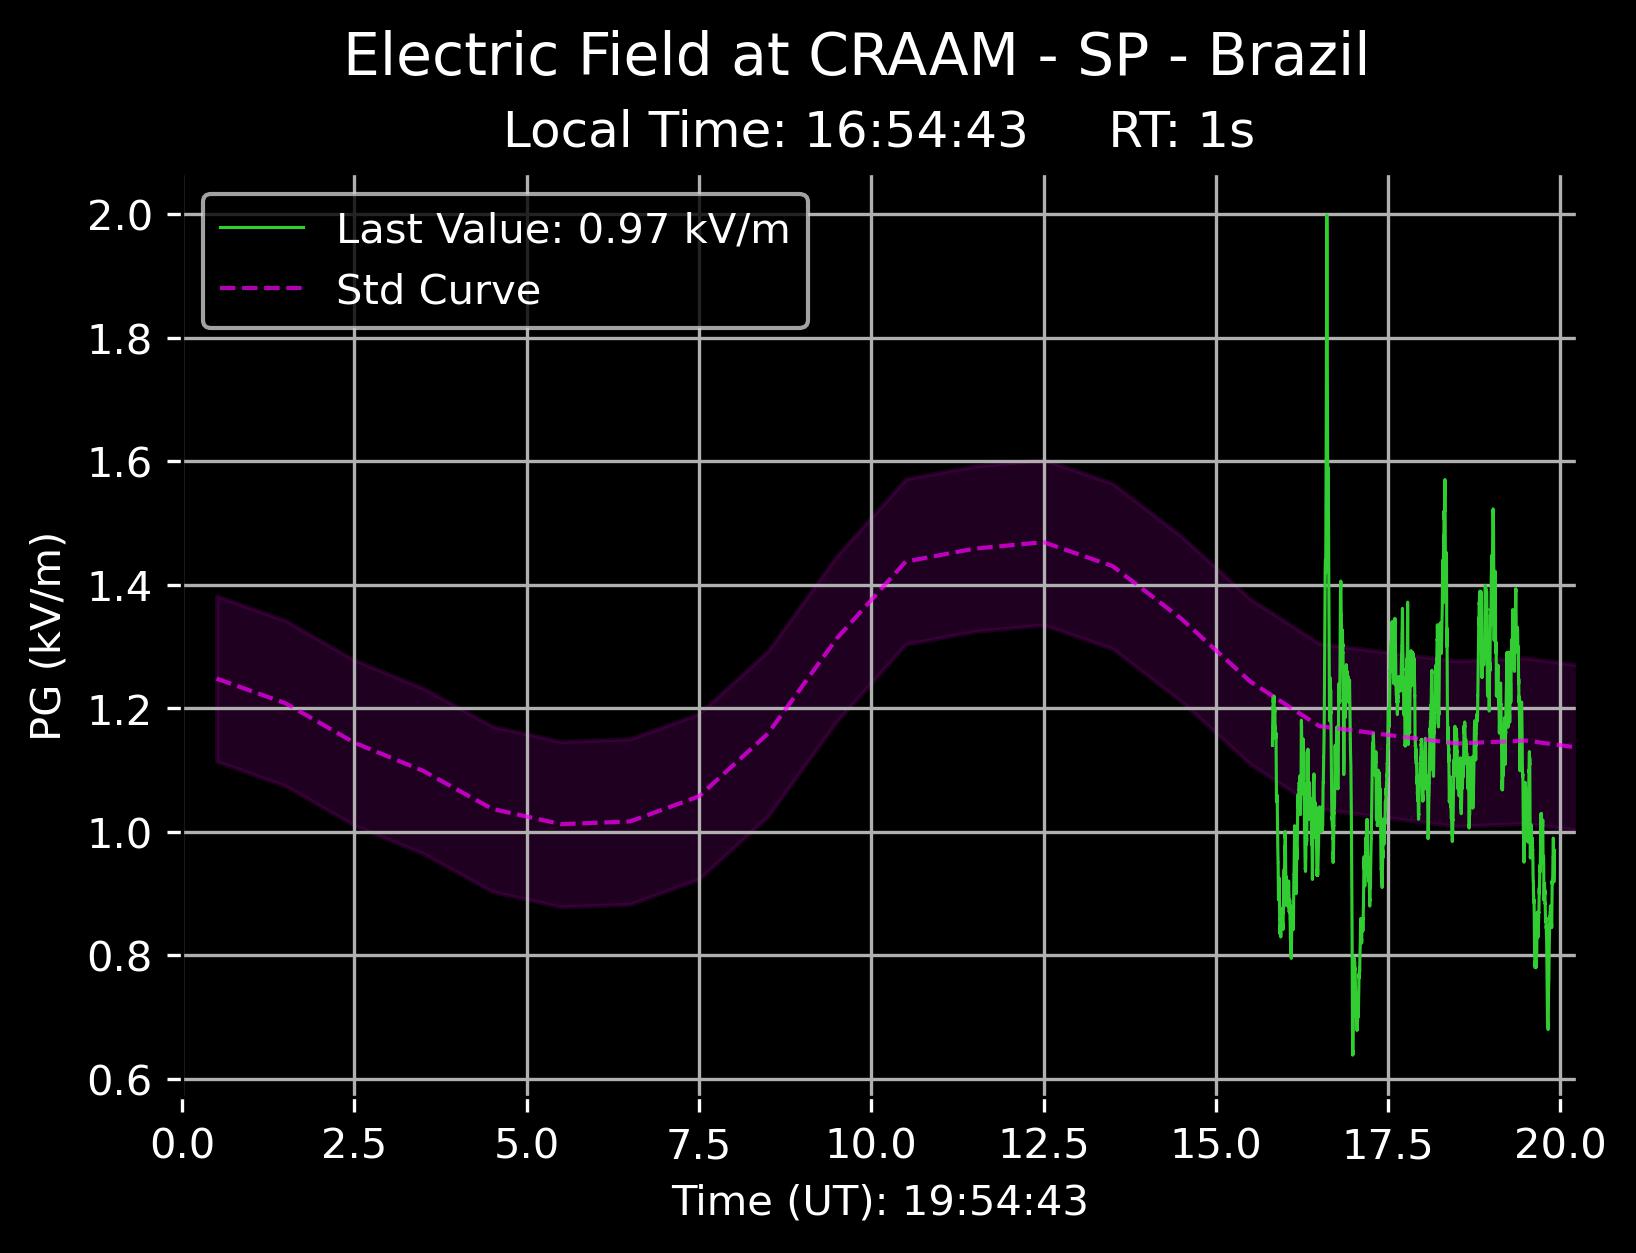 Electric Field at CRAAM - SP - Brazil
Local Time: 16:54:43 RT: 1s
Last Value: 0.97 kV/m
Std Curve
2.0
1.8
1.6
1.4
1.2
1.0
0.8
0.6
PG (kV/m)
0.0 2.5 5.0 7.5 10.0 12.5 15.0 17.5 20.0
Time (UT): 19:54:43